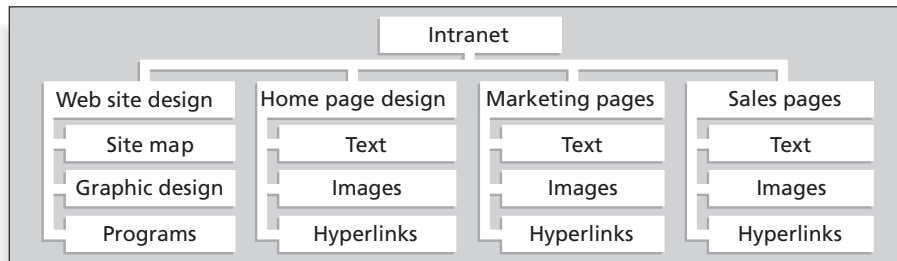 Intranet
Web site design
Home page design
Marketing pages
Sales pages
Site map
Text
Text
Text
Graphic design
Images
Images
Images
Programs
Hyperlinks
Hyperlinks
Hyperlinks